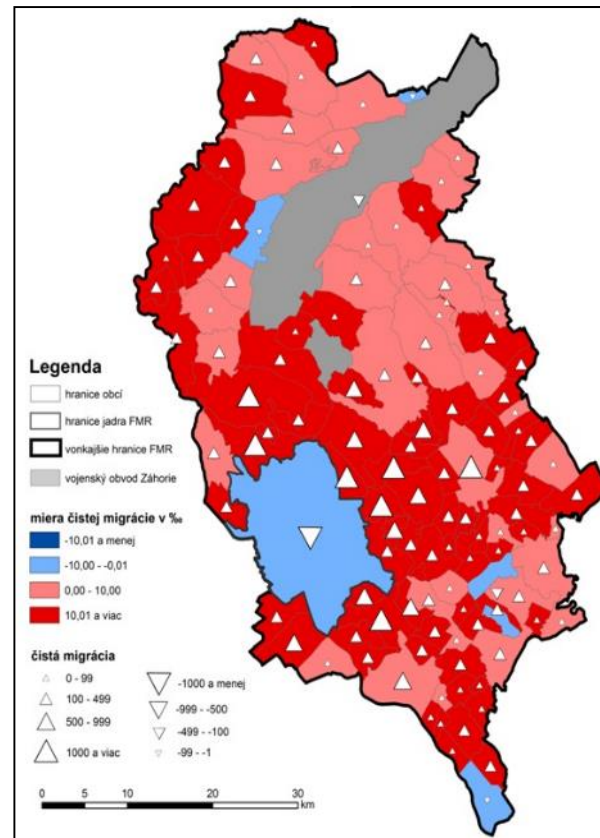 Legenda
hranice obcí
hranice jadra FMR
vonkajšie hranice FMR
vojenský obvod Záhorie
miera čistej migrácie v ‰
-10,01 a menej
-10,00 - -0,01
0,00 - 10,00
10,01 a viac
čistá migrácia
0 - 99
100 - 499
500 - 999
1000 a viac
-1000 a menej
-999 - -500
-499 - -100
-99 - -1
0 10 20 30
km